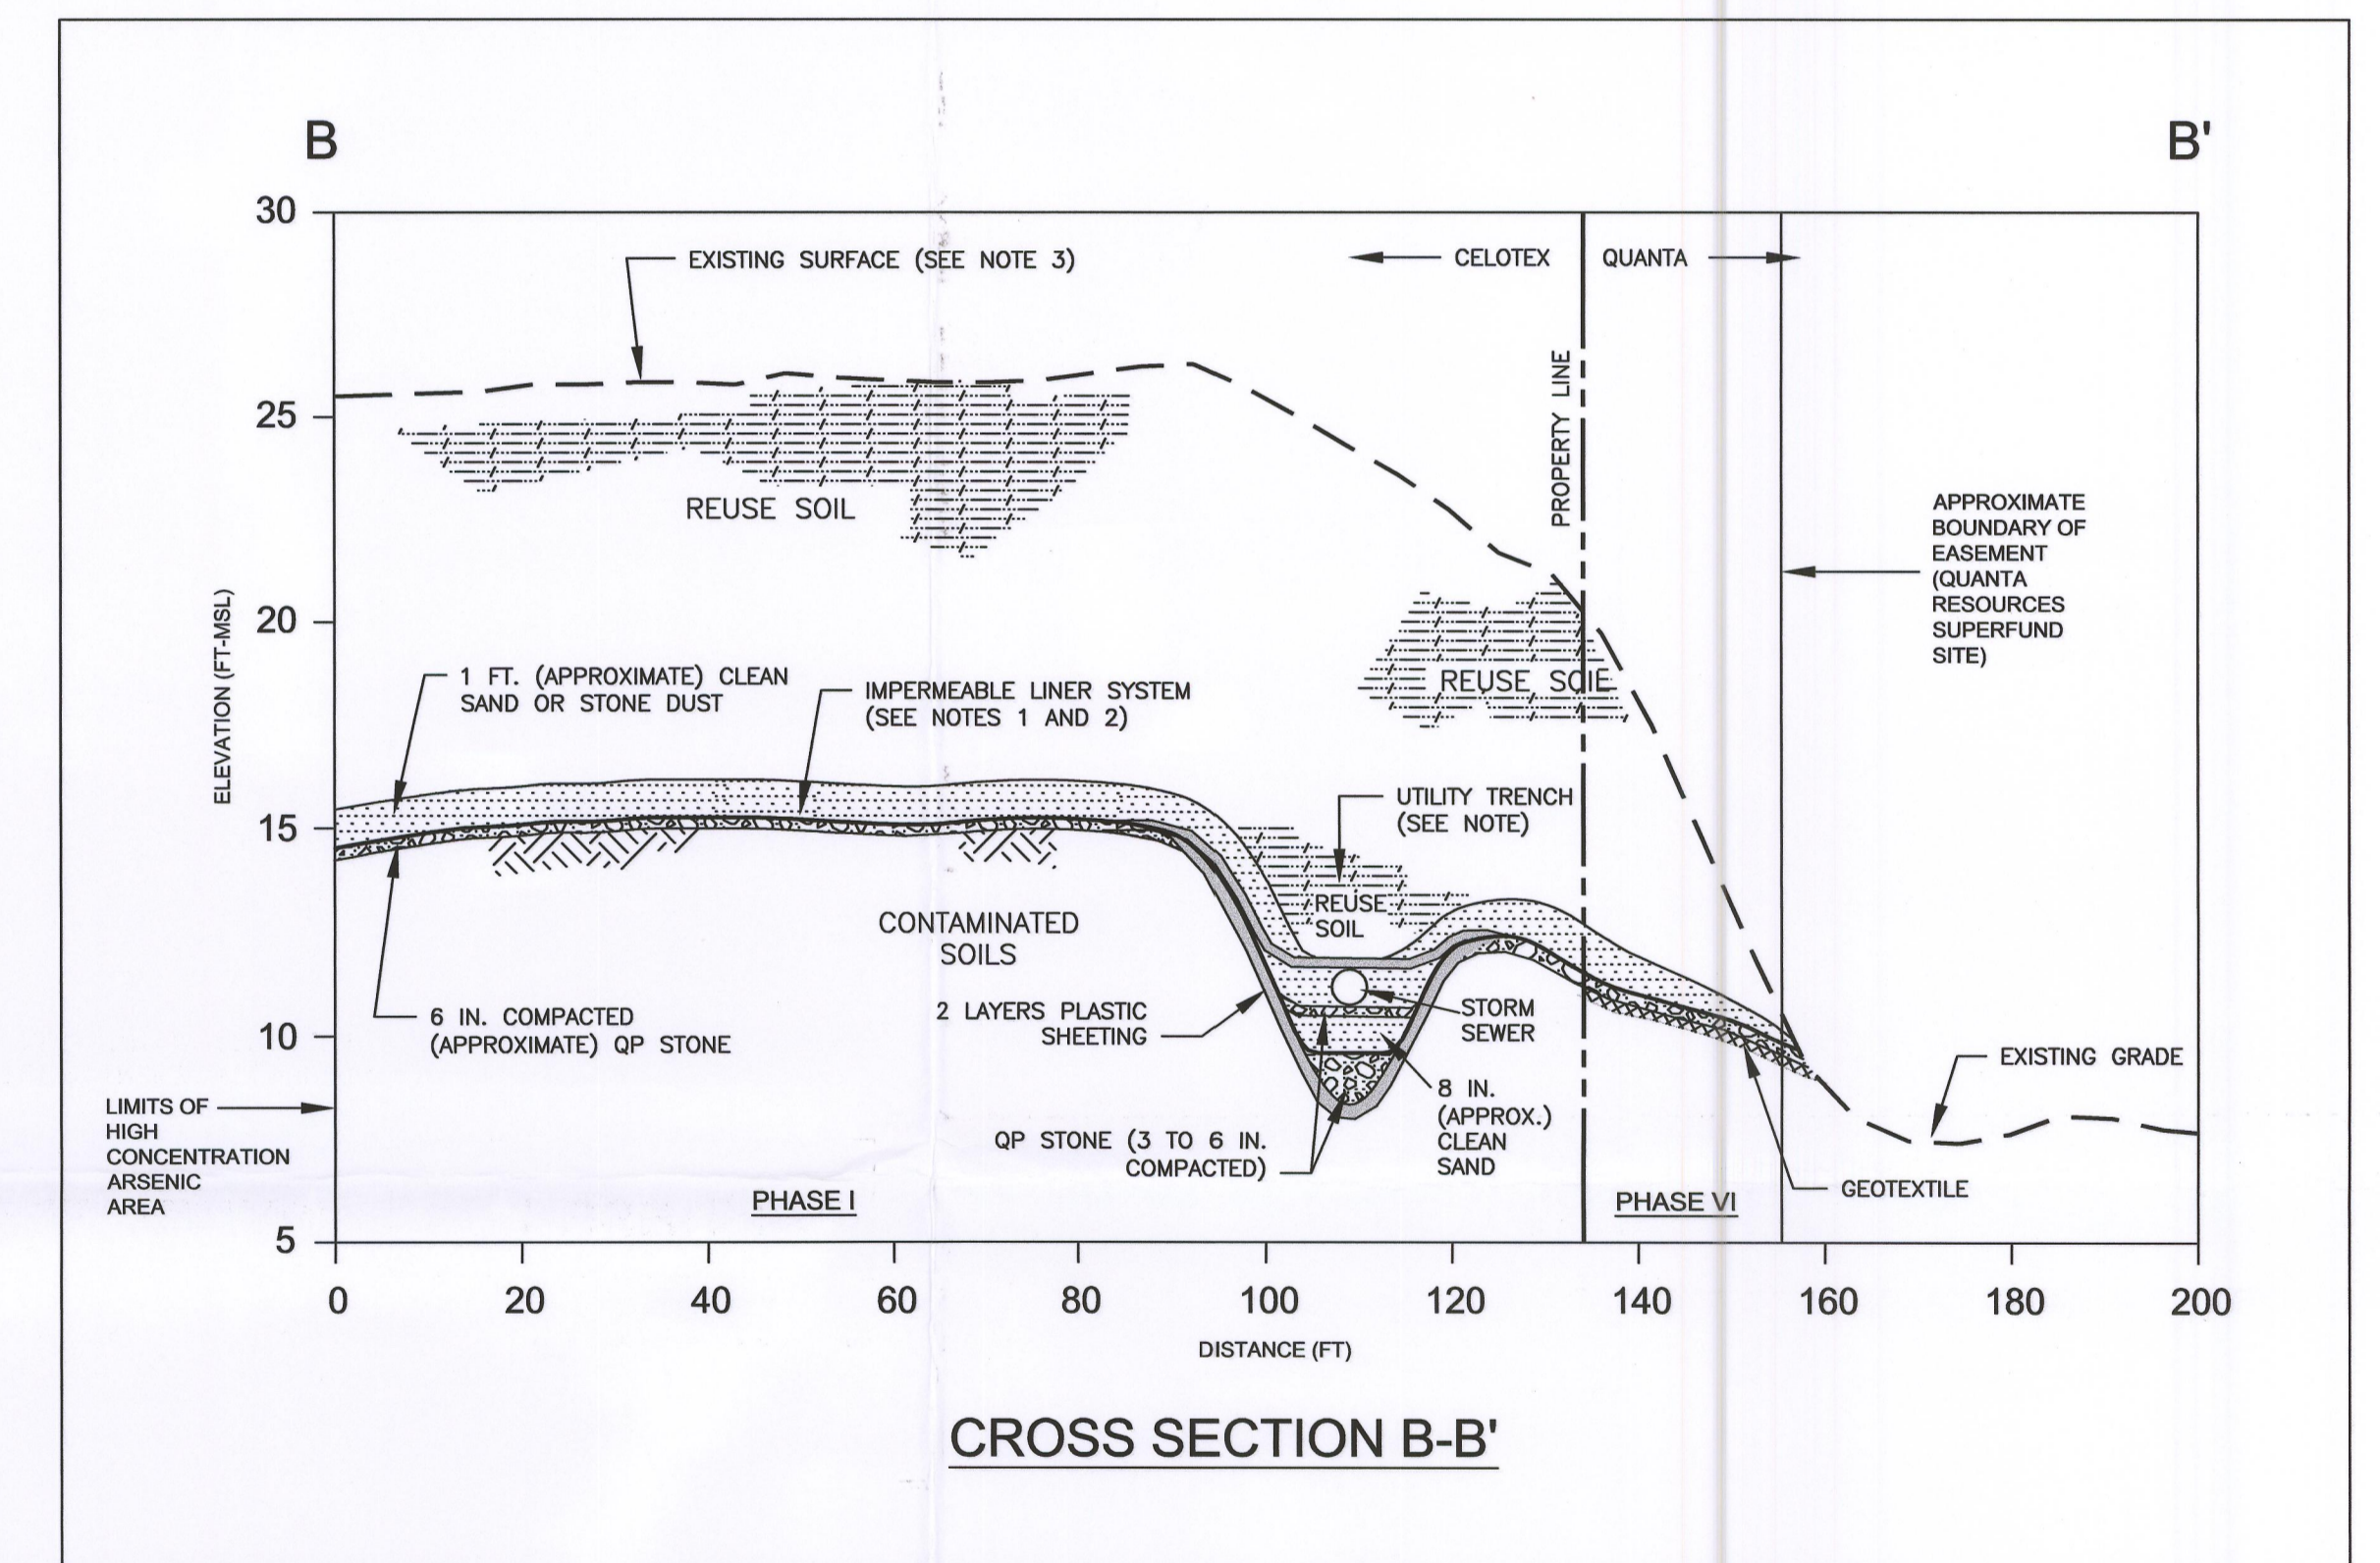 B
B'
30
EXISTING SURFACE (SEE NOTE 3)
CELOTEX
QUANTA
PROPERTY LINE
25
REUSE SOIL
APPROXIMATE
BOUNDARY OF
EASEMENT
(QUANTA
RESOURCES
SUPERFUND
SITE)
ELEVATION (FT-MSL)
20
1 FT. (APPROXIMATE) CLEAN
SAND OR STONE DUST
IMPERMEABLE LINER SYSTEM
(SEE NOTES 1 AND 2)
REUSE SOIL
15
UTILITY TRENCH
(SEE NOTE)
REUSE
SOIL
CONTAMINATED
SOILS
10
6 IN. COMPACTED
(APPROXIMATE) QP STONE
2 LAYERS PLASTIC
SHEETING
STORM
SEWER
EXISTING GRADE
LIMITS OF
HIGH
CONCENTRATION
ARSENIC
AREA
QP STONE (3 TO 6 IN.
COMPACTED)
8 IN.
(APPROX.)
CLEAN
SAND
GEOTEXTILE
PHASE I
PHASE VI
5
0 20 40 60 80 100 120 140 160 180 200
DISTANCE (FT)
CROSS SECTION B-B'